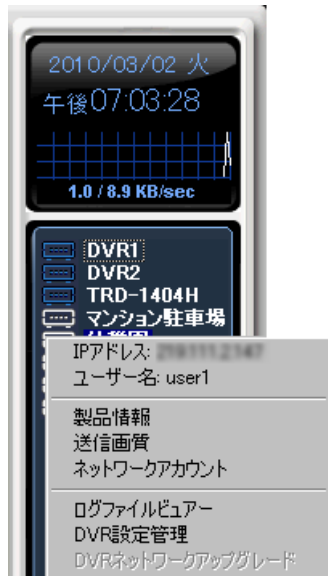 2010/03/02 火
午後07:03:28
1.0 / 8.9 KB/sec
DVR1
DVR2
TRD-1404H
マンション駐車場
IPアドレス:
ユーザー名: user1
製品情報
送信画質
ネットワークアカウント
ログファイルビュアー
DVR設定管理
DVRネットワークアップグレード